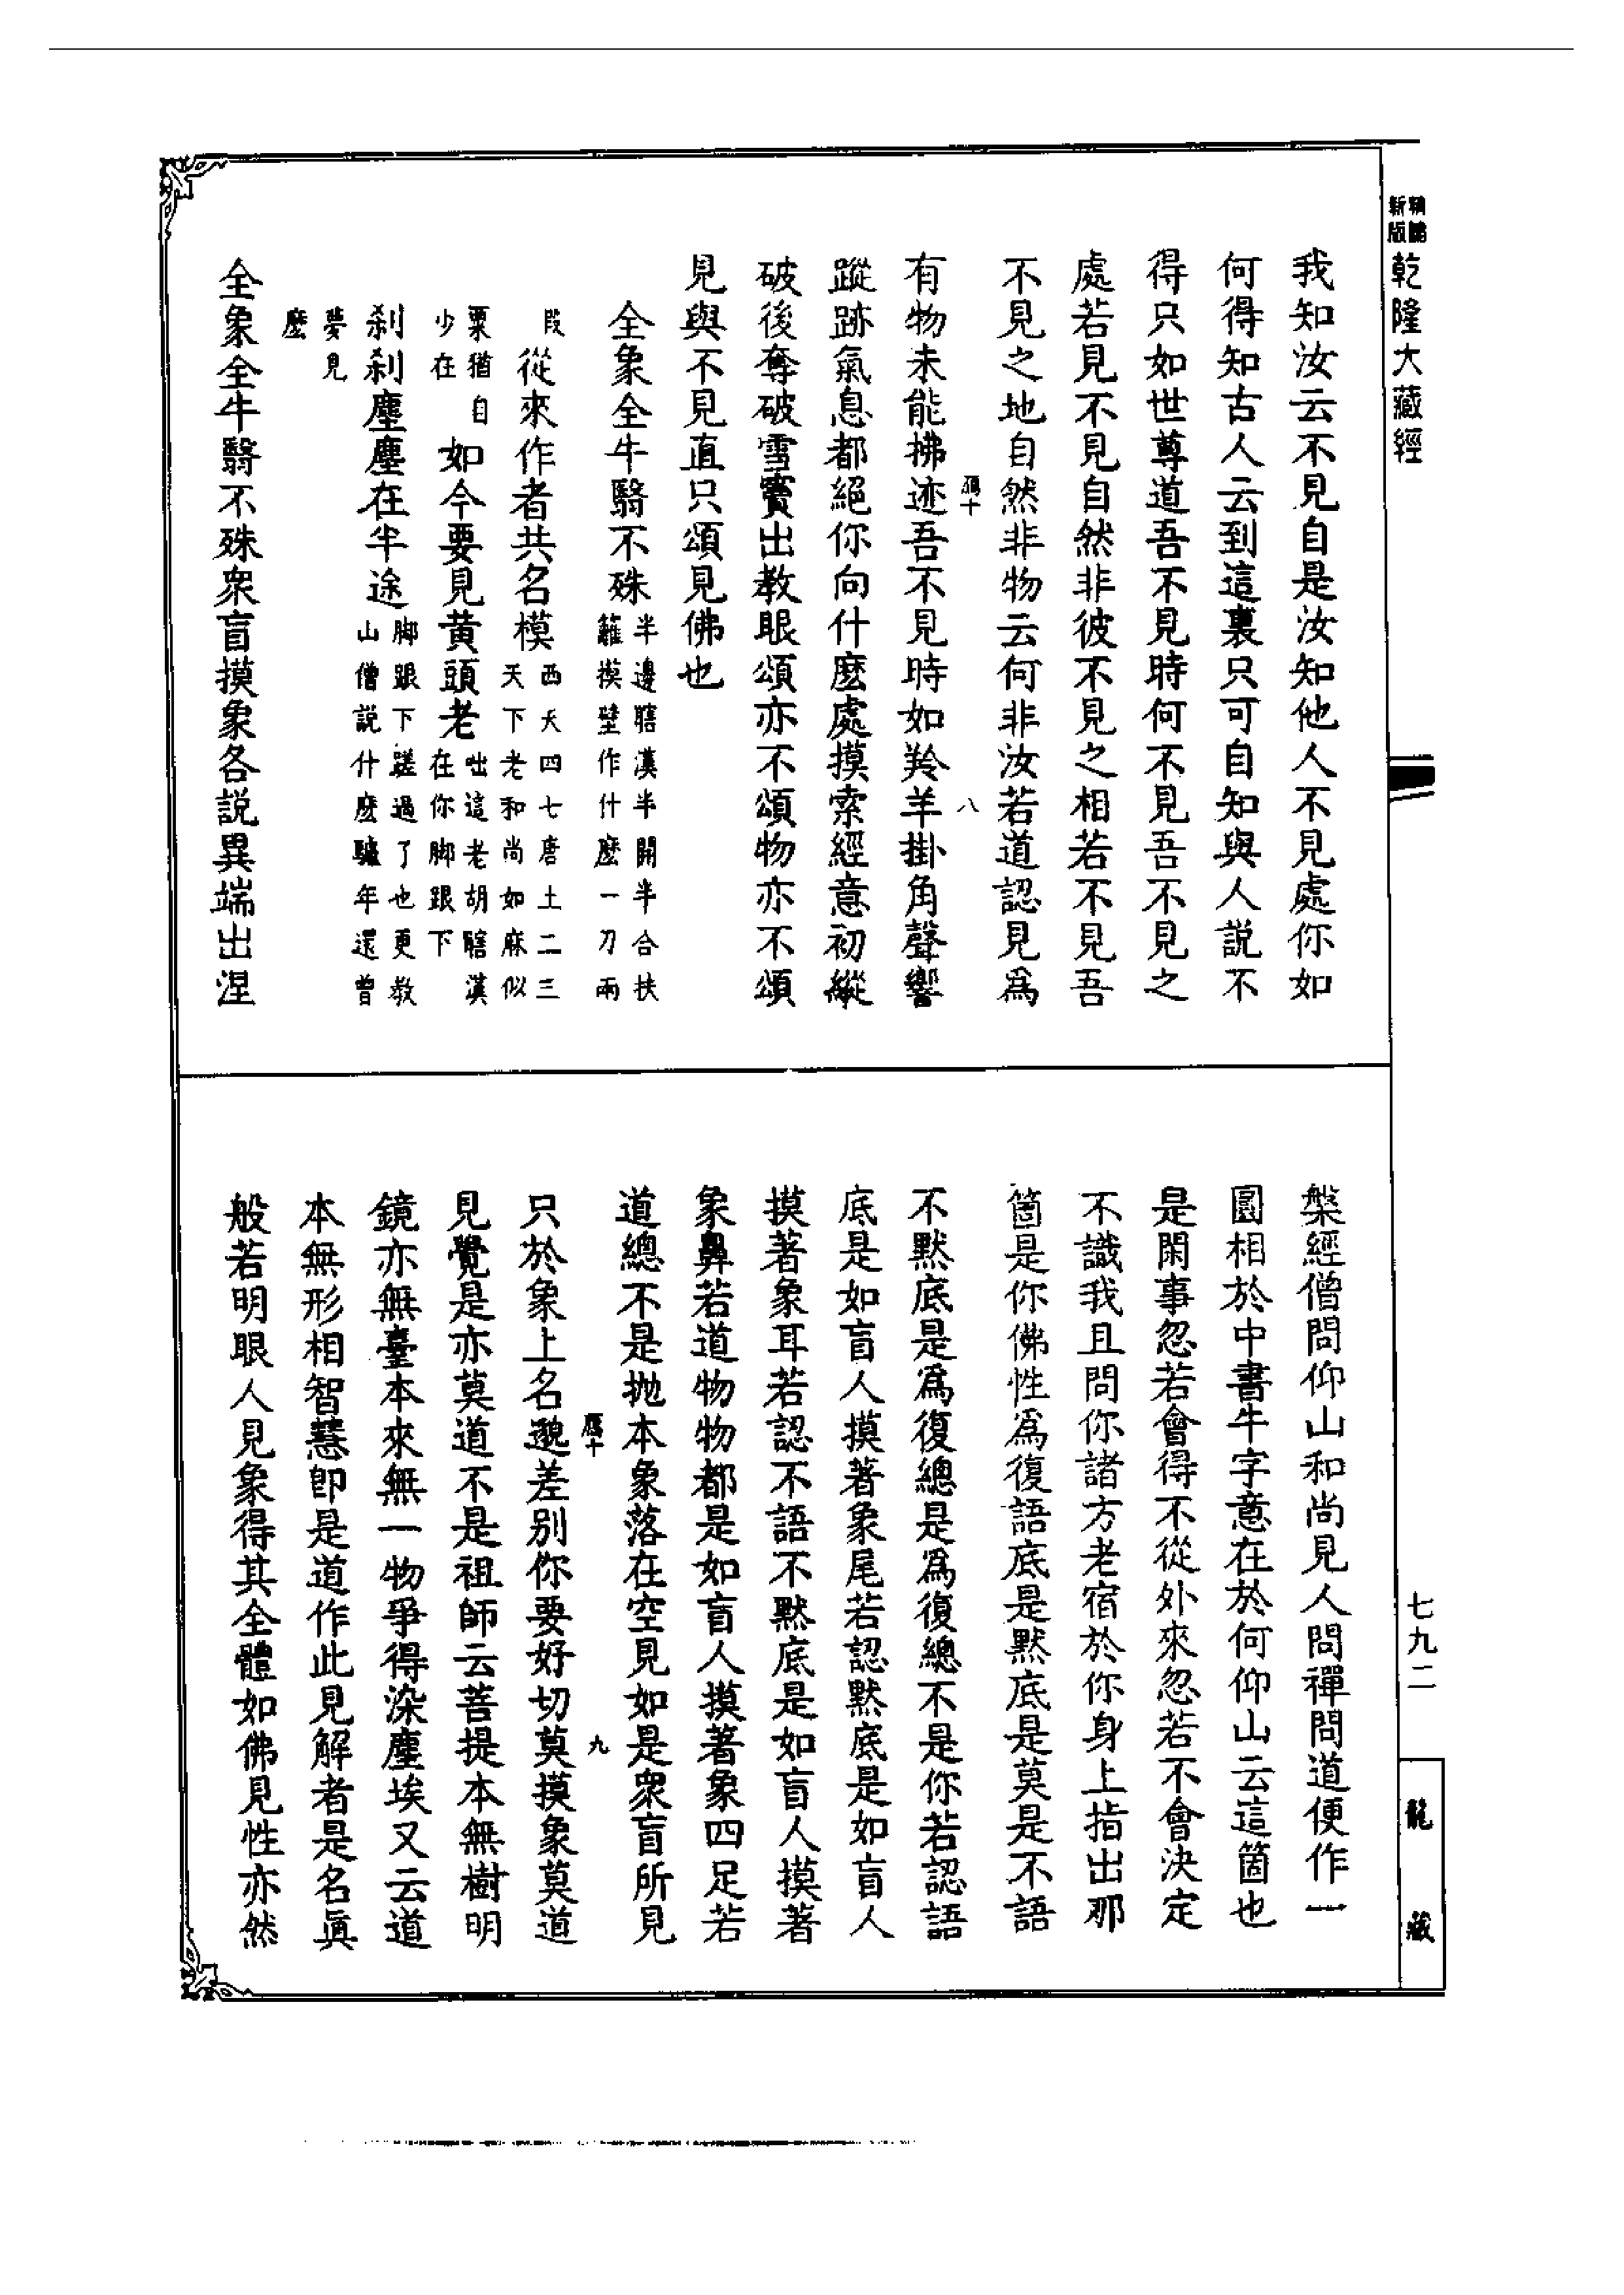 新版
乾隆大藏經
我知汝云不見自是汝知他人不見處你如
何得知古人云到這裏只可自知與人説不
得只如世尊道吾不見時何不見吾不見之
處若見不見自然非彼不見之相若不見吾
不見之地自然非物云何非汝若道認見爲
八
有物未能拂迹吾不見時如羚羊掛角聲響
蹤跡氣息都絕你向什麼處摸索經意初縱
破後奪破雪竇出教眼頌亦不頌物亦不頌
見與不見直只頌見佛也
全象全牛翳不殊半邊瞎漢半開半合扶
籬摸壁作什麼一刀兩
段
從來作者共名模西天四七唐土二三
天下老和尚如麻似
粟猶自
少在
如今要見黃頭老咄這老胡瞎漢
在你脚跟下
剎剎塵塵在半途脚跟下蹉過了也更教
山僧説什麼驢年還曾
夢見
麼
全象全牛翳不殊衆盲摸象各説異端出涅
槃經僧問仰山和尚見人問禪問道便作一
圓相於中書牛字意在於何仰山云這箇也
是閑事忽若會得不從外來忽若不會決定
不識我且問你諸方老宿於你身上指出那
箇是你佛性爲復語底是默底是莫是不語
不默底是爲復總是爲復總不是你若認語
底是如盲人摸著象尾若認默底是如盲人
摸著象耳若認不語不默底是如盲人摸著
象鼻若道物物都是如盲人摸著象四足若
道總不是抛本象落在空見如是衆盲所見
九
只於象上名邈差別你要好切莫摸象莫道
見覺是亦莫道不是祖師云菩提本無樹明
鏡亦無臺本來無一物爭得染塵埃又云道
本無形相智慧卽是道作此見解者是名眞
般若明眼人見象得其全體如佛見性亦然
七九二
龍藏